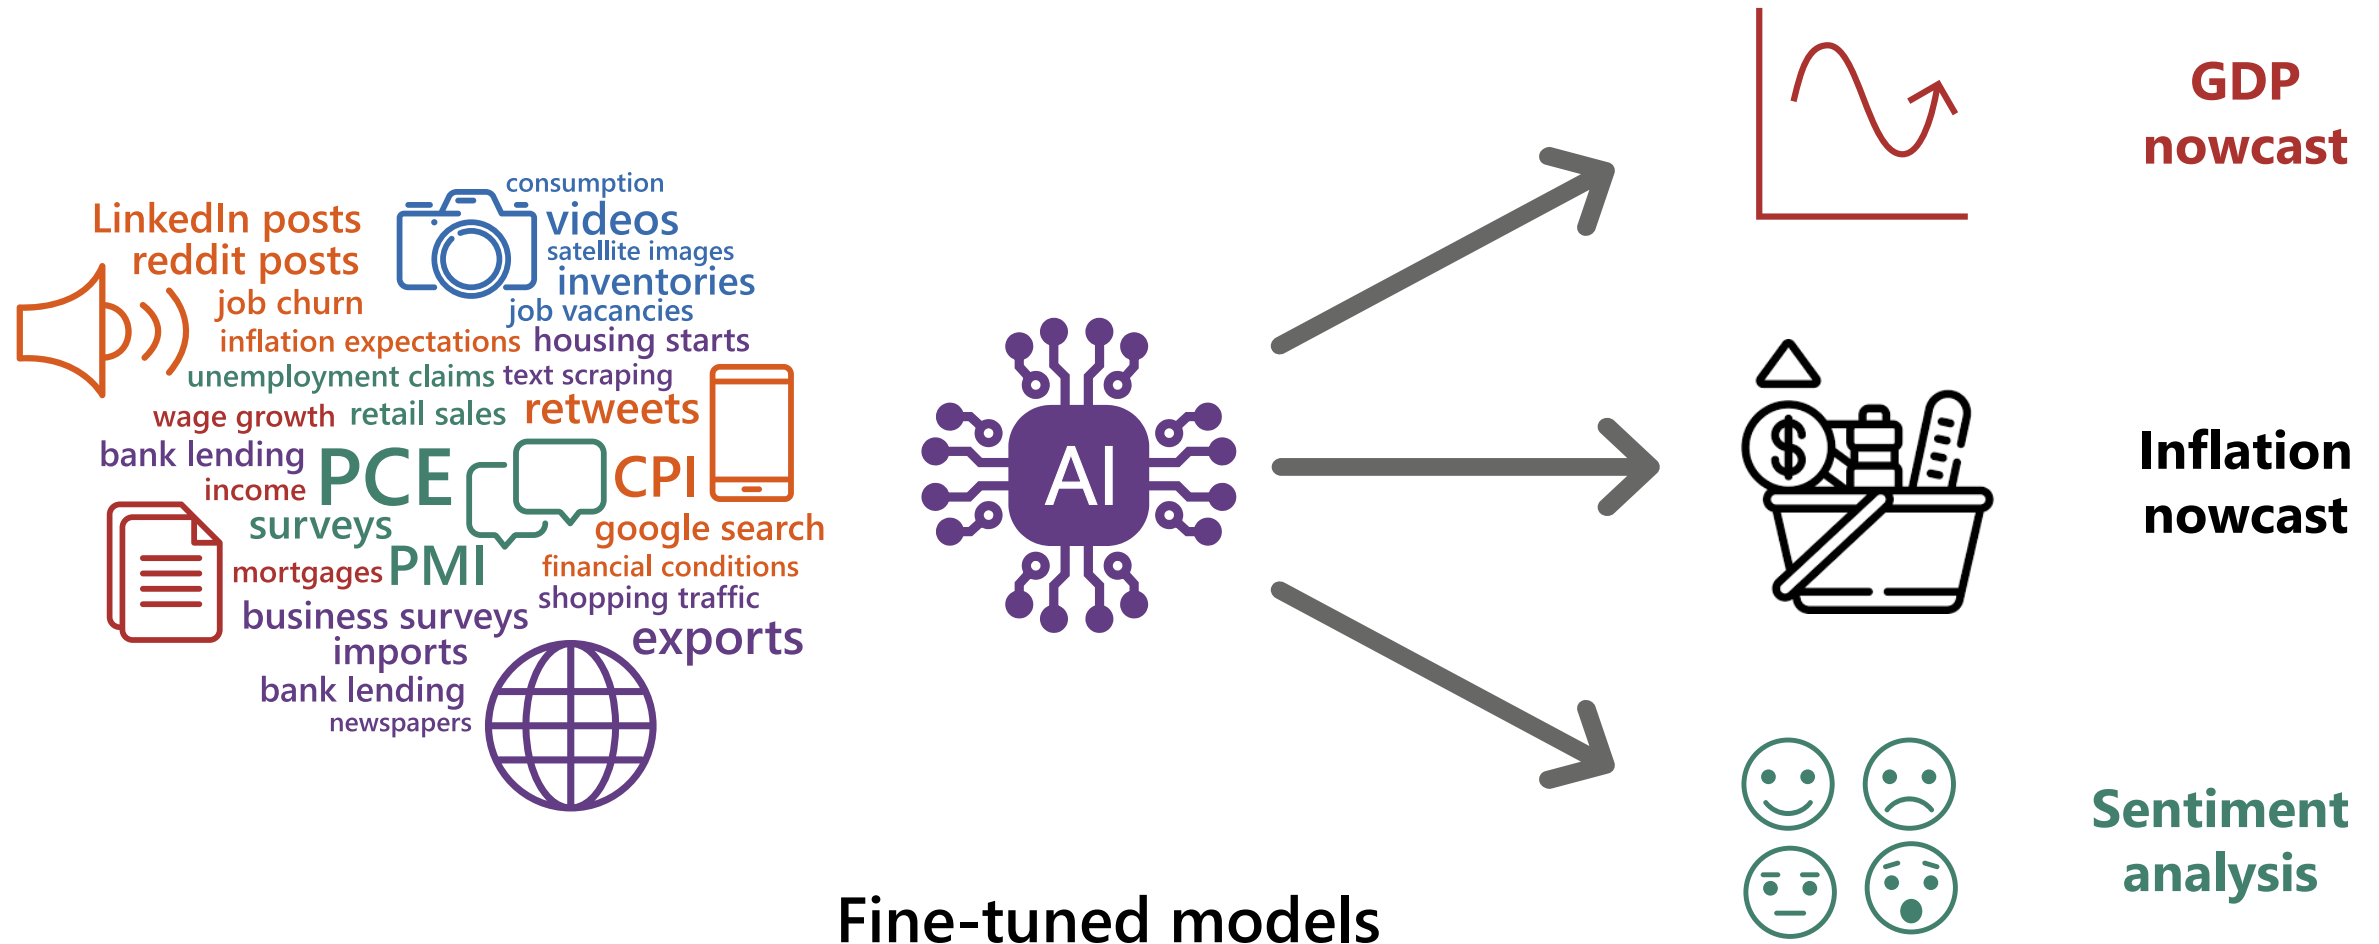 consumption
LinkedIn posts
videos
reddit posts
satellite images
inventories
job churn
job vacancies
inflation expectations
housing starts
unemployment claims
text scraping
wage growth
retail sales
retweets
bank lending
PCE
CPI
income
surveys
google search
mortgages
PMI
financial conditions
shopping traffic
business surveys
exports
imports
bank lending
newspapers
AI
$
GDP
nowcast
Inflation
nowcast
Sentiment
analysis
Fine-tuned models